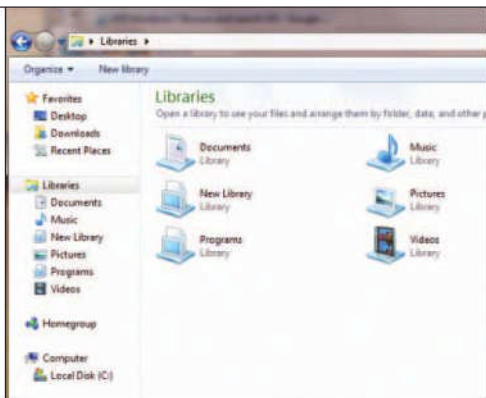 Libraries
Organize New library
Favorites
Desktop
Downloads
Recent Places
Libraries
Documents
Music
New Library
Pictures
Programs
Videos
Homegroup
Computer
Local Disk (C:)
Libraries
Open a library to see your files and arrange them by folder, date, and other p
Documents
Library
Music
Library
New Library
Library
Pictures
Library
Programs
Library
Videos
Library